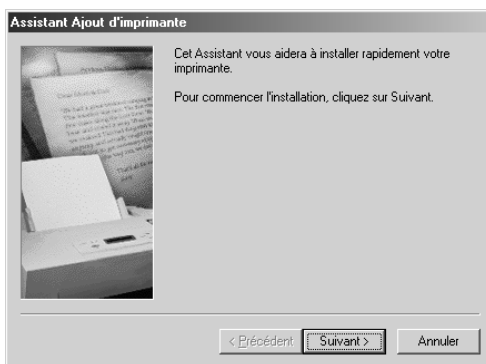 Assistant Ajout d'imprimante
Cet Assistant vous aidera à installer rapidement votre
imprimante.
Pour commencer l'installation, cliquez sur Suivant.
< Précédent
Suivant >
Annuler